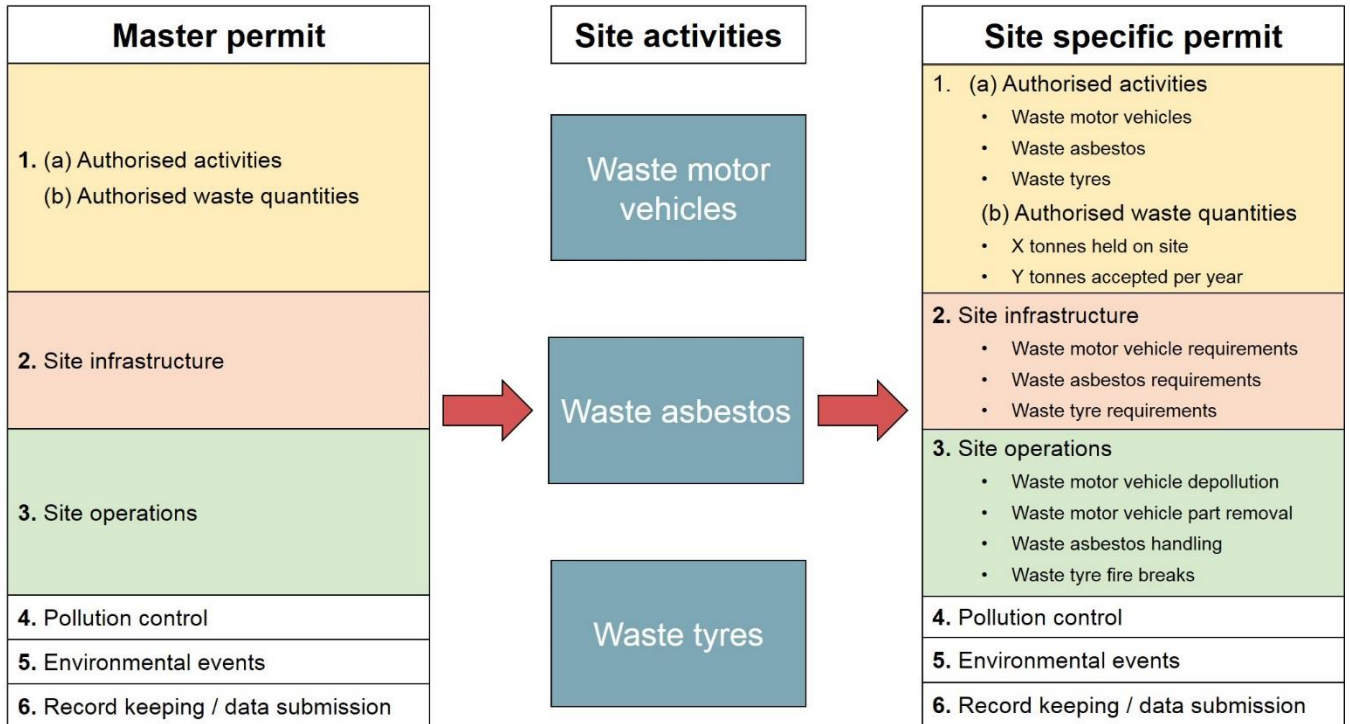 Master permit
1. (a) Authorised activities
(b) Authorised waste quantities
2. Site infrastructure
3. Site operations
4. Pollution control
5. Environmental events
6. Record keeping / data submission
Site activities
Waste motor
vehicles
Waste asbestos
Waste tyres
Site specific permit
1. (a) Authorised activities
• Waste motor vehicles
• Waste asbestos
• Waste tyres
(b) Authorised waste quantities
• X tonnes held on site
• Y tonnes accepted per year
2. Site infrastructure
• Waste motor vehicle requirements
• Waste asbestos requirements
• Waste tyre requirements
3. Site operations
• Waste motor vehicle depollution
• Waste motor vehicle part removal
• Waste asbestos handling
• Waste tyre fire breaks
4. Pollution control
5. Environmental events
6. Record keeping / data submission